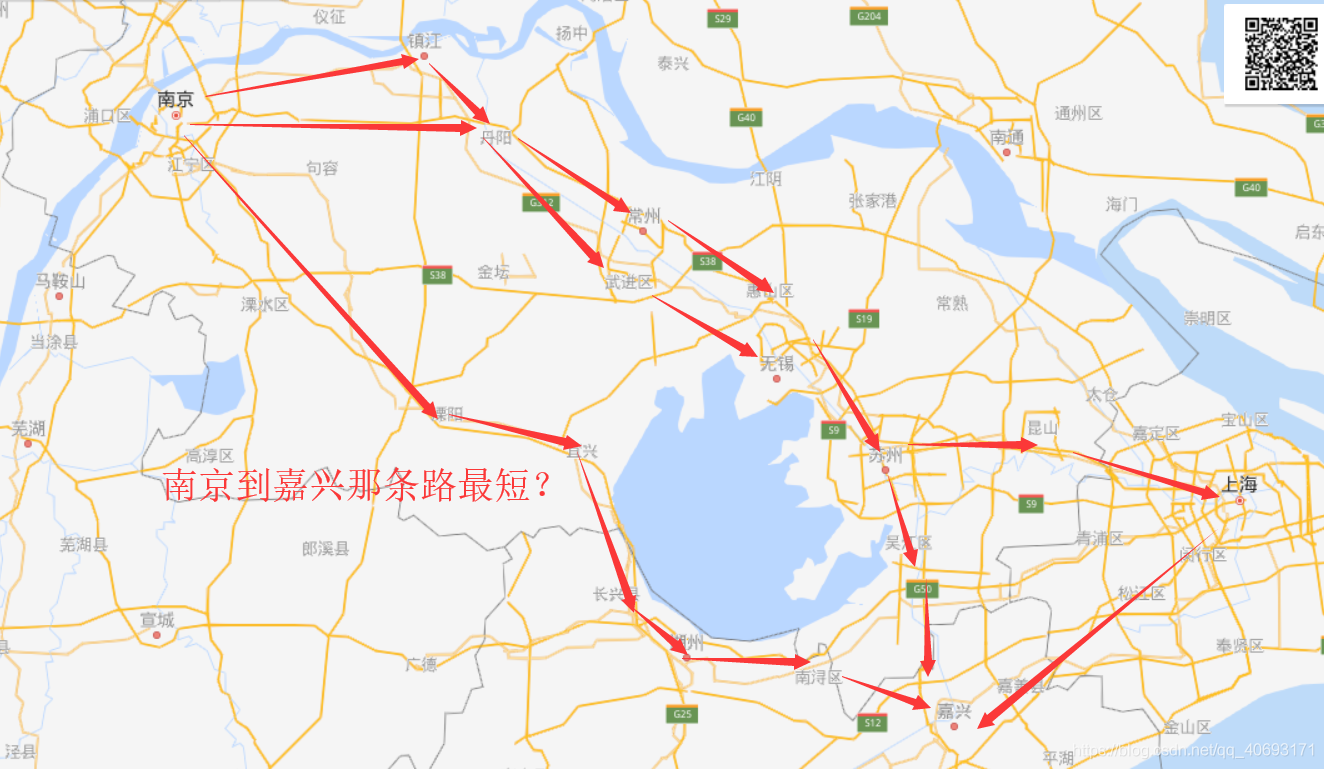 仪征
S29
G204
扬中
镇江
泰兴
南京
浦口区
G40
通州区
丹阳
南通
江宁区
句容
江阴
G40
张家港
海门
常州
启东
S38
金坛
武进区
S38
惠山区
马鞍山
溧水区
常熟
S19
崇明区
当涂县
无锡
太仓
溧阳
宝山区
芜湖
S9
昆山
嘉定区
高淳区
宜兴
苏州
南京到嘉兴那条路最短?
上海
S9
芜湖县
郎溪县
吴江区
青浦区
闵行区
长兴县
G50
松江区
宣城
湖州
广德
南浔区
奉贤区
嘉善县
G25
S12
嘉兴
金山区
泾县
平湖
https://blog.csdn.net/qq_40693171